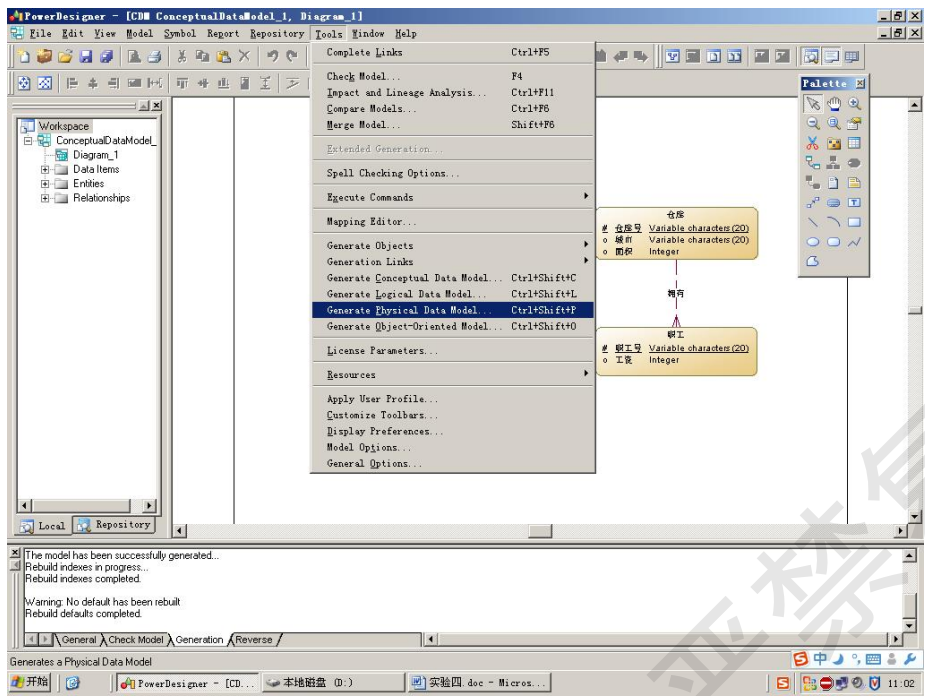 PowerDesigner - [CDM ConceptualDataModel_1, Diagram_1]
File Edit View Model Symbol Report Repository Tools Window Help
Complete Links Ctrl+F5
Check Model... F4
Impact and Lineage Analysis... Ctrl+F11
Compare Models... Ctrl+F6
Merge Model... Shift+F6
Extended Generation...
Spell Checking Options...
Execute Commands
Mapping Editor...
Generate Objects
Generation Links
Generate Conceptual Data Model... Ctrl+Shift+C
Generate Logical Data Model... Ctrl+Shift+L
Generate Physical Data Model... Ctrl+Shift+P
Generate Object-Oriented Model... Ctrl+Shift+O
License Parameters...
Resources
Apply User Profile...
Customize Toolbars...
Display Preferences...
Model Options...
General Options...
Palette
Workspace
ConceptualDataModel_
Diagram_1
Data Items
Entities
Relationships
Local Repository
仓库
# 仓库号 Variable characters (20)
o 城市 Variable characters (20)
o 面积 Integer
拥有
职工
# 职工号 Variable characters (20)
o 工资 Integer
The model has been successfully generated...
Rebuild indexes in progress...
Rebuild indexes completed.
Warning: No default has been rebuilt
Rebuild defaults completed.
General Check Model Generation Reverse
Generates a Physical Data Model
中
开始 PowerDesigner - [CD... 本地磁盘 (D:) 实验四.doc - Micros... 11:02
严禁